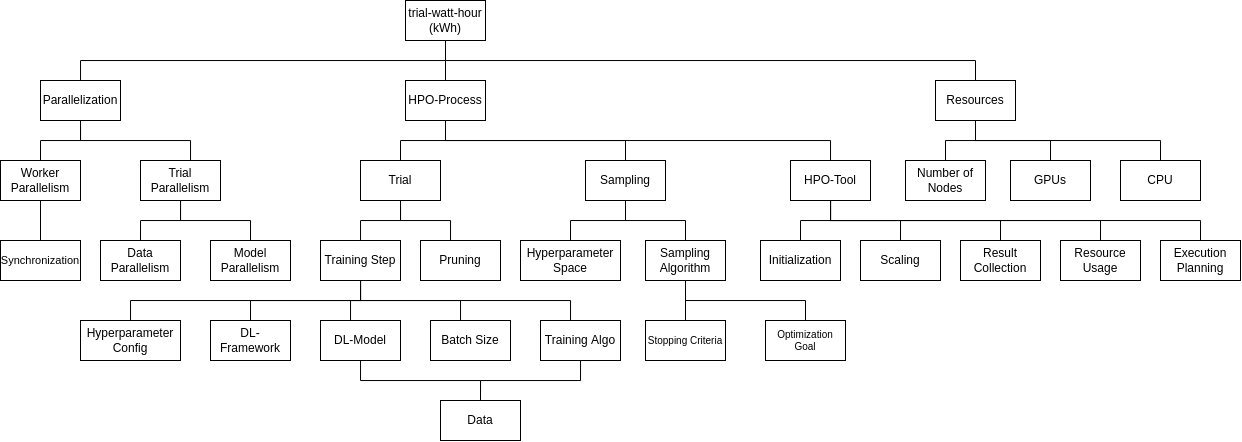 trial-watt-hour
(kWh)
Parallelization
HPO-Process
Resources
Worker
Parallelism
Trial
Parallelism
Trial
Sampling
HPO-Tool
Number of
Nodes
GPUs
CPU
Synchronization
Data
Parallelism
Model
Parallelism
Training Step
Pruning
Hyperparameter
Space
Sampling
Algorithm
Initialization
Scaling
Result
Collection
Resource
Usage
Execution
Planning
Hyperparameter
Config
DL-
Framework
DL-Model
Batch Size
Training Algo
Stopping Criteria
Optimization
Goal
Data